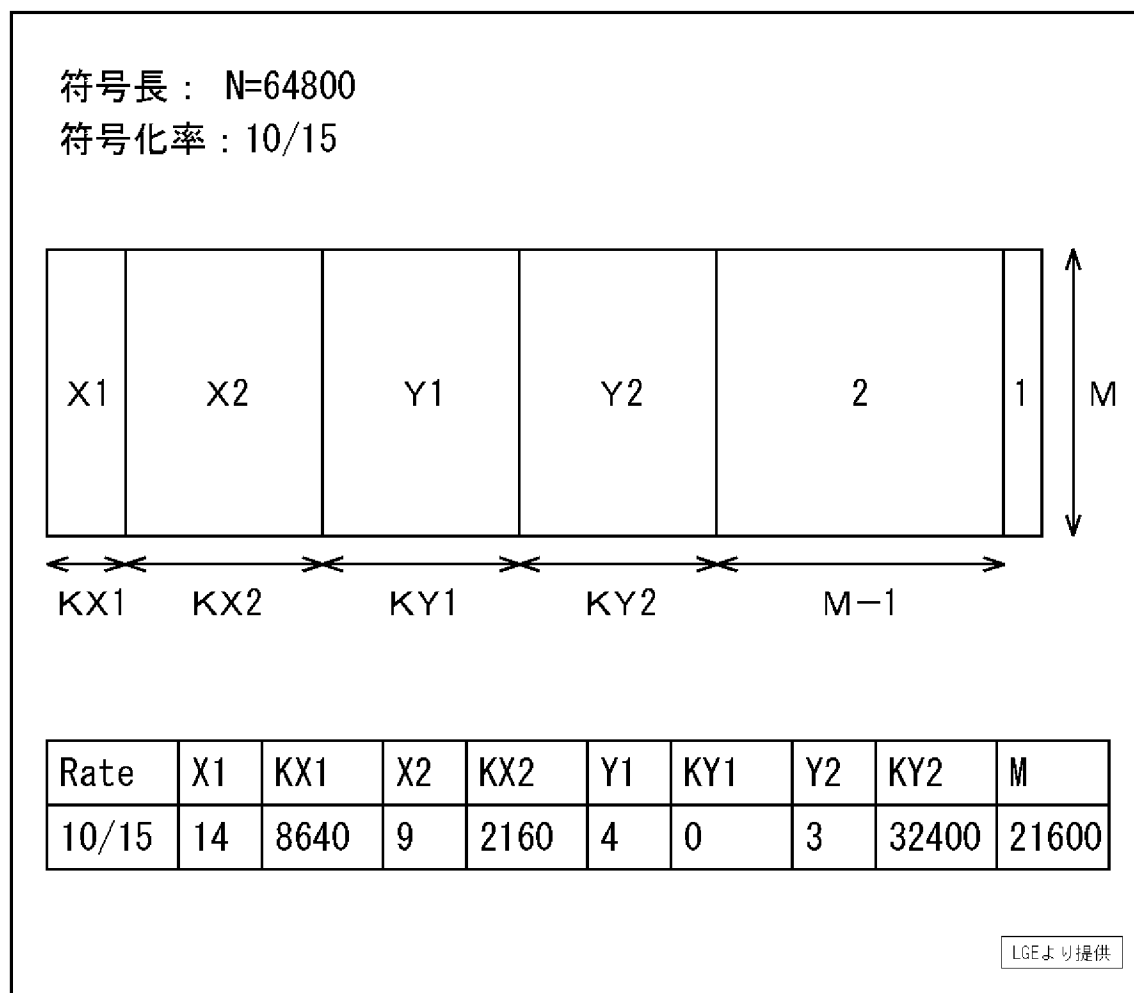 符号長： N=64800
符号化率：10/15
X1 X2 Y1 Y2 2 1 M
KX1 KX2 KY1 KY2 M-1
Rate X1 KX1 X2 KX2 Y1 KY1 Y2 KY2 M
10/15 14 8640 9 2160 4 0 3 32400 21600
LGEより提供